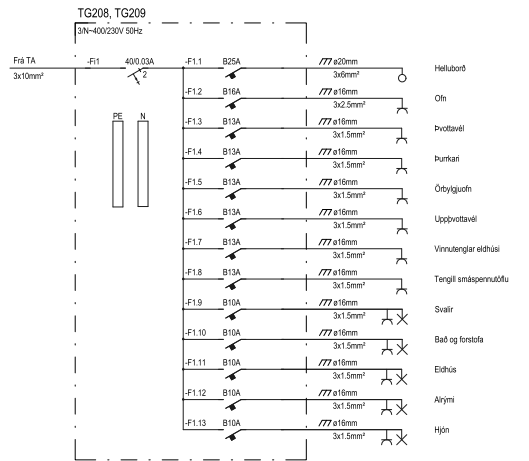 TG208, TG209
3/N~400/230V 50Hz
Frá TA -Fi1 40/0.03A -F1.1 B25A ø20mm Helluborð
3x10mm² 2 3x6mm²
-F1.2 B16A ø16mm Ofn
3x2.5mm²
PE N -F1.3 B13A ø16mm Þvottavél
3x1.5mm²
-F1.4 B13A ø16mm Þurrkari
3x1.5mm²
-F1.5 B13A ø16mm Örbylgjuofn
3x1.5mm²
-F1.6 B13A ø16mm Uppþvottavél
3x1.5mm²
-F1.7 B13A ø16mm Vinnutenglar eldhúsi
3x1.5mm²
-F1.8 B13A ø16mm Tengill smáspennutöflu
3x1.5mm²
-F1.9 B10A ø16mm Svalir
3x1.5mm²
-F1.10 B10A ø16mm Bað og forstofa
3x1.5mm²
-F1.11 B10A ø16mm Eldhús
3x1.5mm²
-F1.12 B10A ø16mm Alrými
3x1.5mm²
-F1.13 B10A ø16mm Hjón
3x1.5mm²